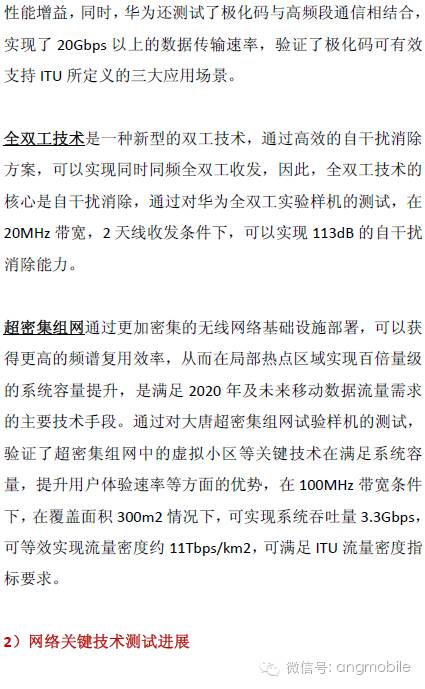 性能增益，同时，华为还测试了极化码与高频段通信相结合，
实现了 20Gbps 以上的数据传输速率，验证了极化码可有效
支持 ITU 所定义的三大应用场景。
全双工技术是一种新型的双工技术，通过高效的自干扰消除
方案，可以实现同时同频全双工收发，因此，全双工技术的
核心是自干扰消除，通过对华为全双工实验样机的测试，在
20MHz 带宽，2 天线收发条件下，可以实现 113dB 的自干扰
消除能力。
超密集组网通过更加密集的无线网络基础设施部署，可以获
得更高的频谱复用效率，从而在局部热点区域实现百倍量级
的系统容量提升，是满足 2020 年及未来移动数据流量需求
的主要技术手段。通过对大唐超密集组网试验样机的测试，
验证了超密集组网中的虚拟小区等关键技术在满足系统容
量，提升用户体验速率等方面的优势，在 100MHz 带宽条件
下，在覆盖面积 300m2 情况下，可实现系统吞吐量 3.3Gbps，
可等效实现流量密度约 11Tbps/km2，可满足 ITU 流量密度指
标要求。
2）网络关键技术测试进展
微信号: angmobile